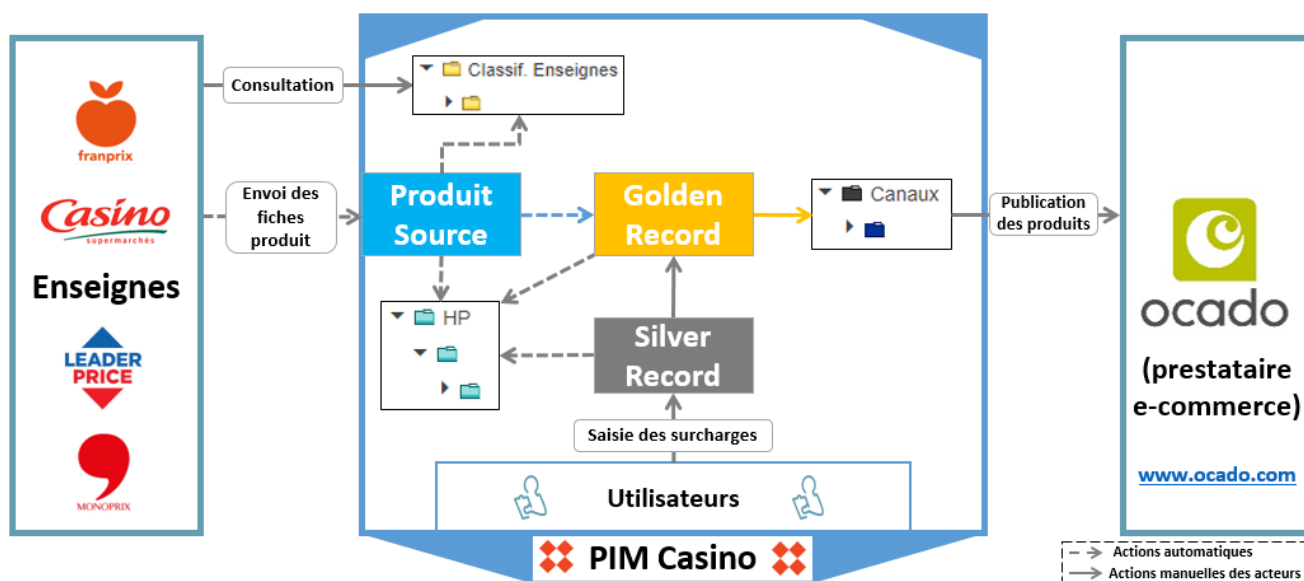 franprix
Casino
supermarchés
Enseignes
LEADER
PRICE
MONOPRIX
Consultation
Envoi des
fiches
produit
Classif. Enseignes
Produit
Source
Golden
Record
Canaux
HP
Silver
Record
Saisie des surcharges
Utilisateurs
PIM Casino
Publication
des produits
ocado
(prestataire
e-commerce)
www.ocado.com
Actions automatiques
Actions manuelles des acteurs